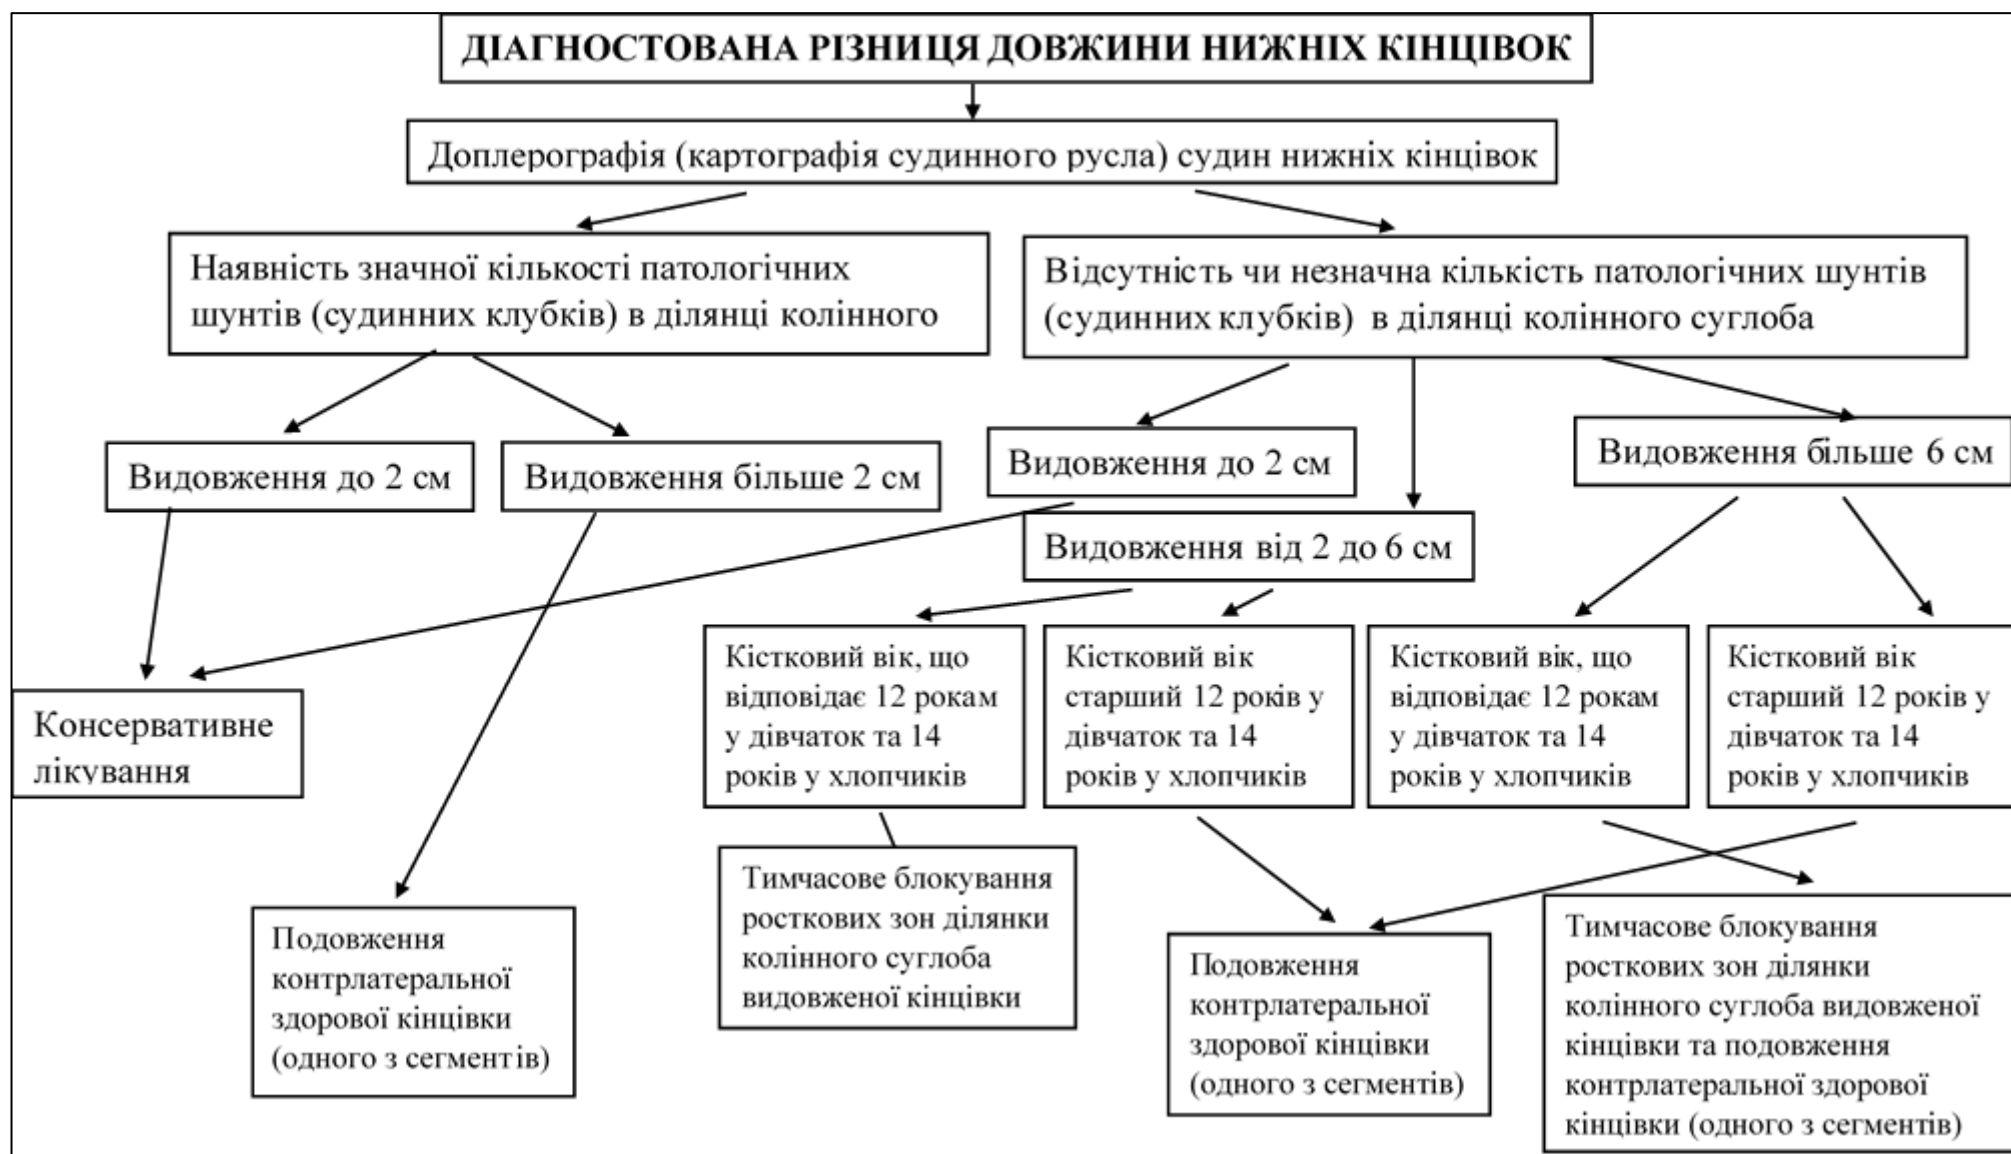 ДІАГНОСТОВАНА РІЗНИЦЯ ДОВЖИНИ НИЖНІХ КІНЦІВОК
Доплерографія (картографія судинного русла) судин нижніх кінцівок
Наявність значної кількості патологічних
шунтів (судинних клубків) в ділянці колінного
Відсутність чи незначна кількість патологічних шунтів
(судинних клубків) в ділянці колінного суглоба
Видовження до 2 см
Видовження більше 2 см
Видовження до 2 см
Видовження більше 6 см
Видовження від 2 до 6 см
Консервативне
лікування
Кістковий вік, що
відповідає 12 рокам
у дівчаток та 14
років у хлопчиків
Кістковий вік
старший 12 років у
дівчаток та 14
років у хлопчиків
Кістковий вік, що
відповідає 12 рокам
у дівчаток та 14
років у хлопчиків
Кістковий вік
старший 12 років у
дівчаток та 14
років у хлопчиків
Подовження
контрлатеральної
здорової кінцівки
(одного з сегментів)
Тимчасове блокування
росткових зон ділянки
колінного суглоба
видовженої кінцівки
Подовження
контрлатеральної
здорової кінцівки
(одного з сегментів)
Тимчасове блокування
росткових зон ділянки
колінного суглоба видовженої
кінцівки та подовження
контрлатеральної здорової
кінцівки (одного з сегментів)